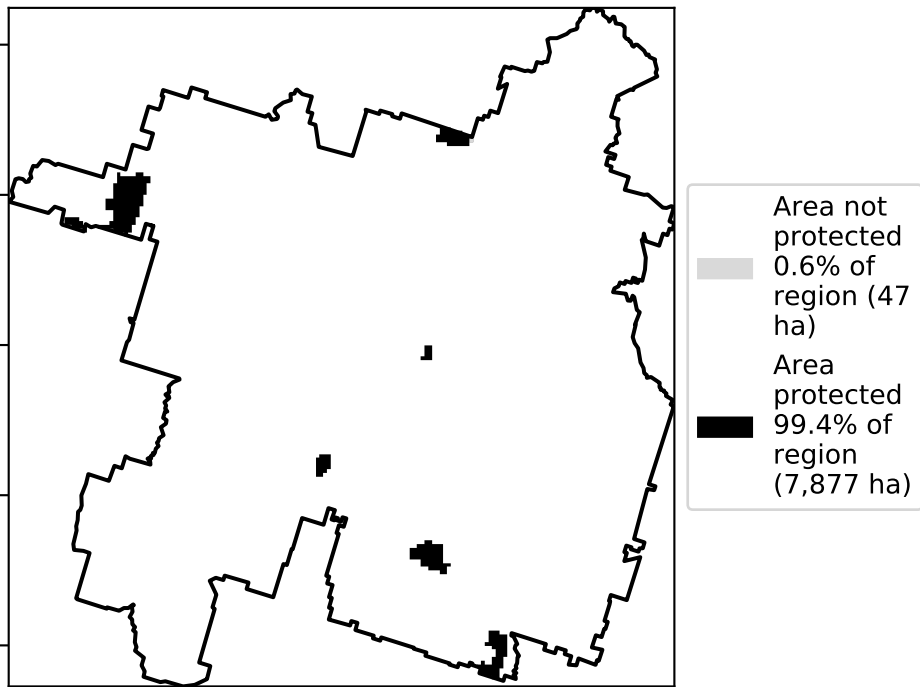 Area not
protected
0.6% of
region (47
ha)
Area
protected
99.4% of
region
(7,877 ha)